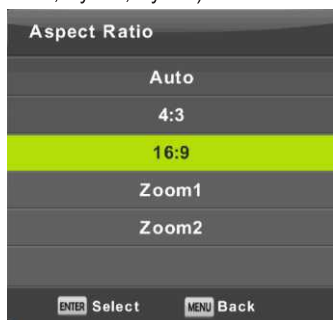 Aspect Ratio
Auto
4:3
16:9
Zoom1
Zoom2
ENTER Select MENU Back